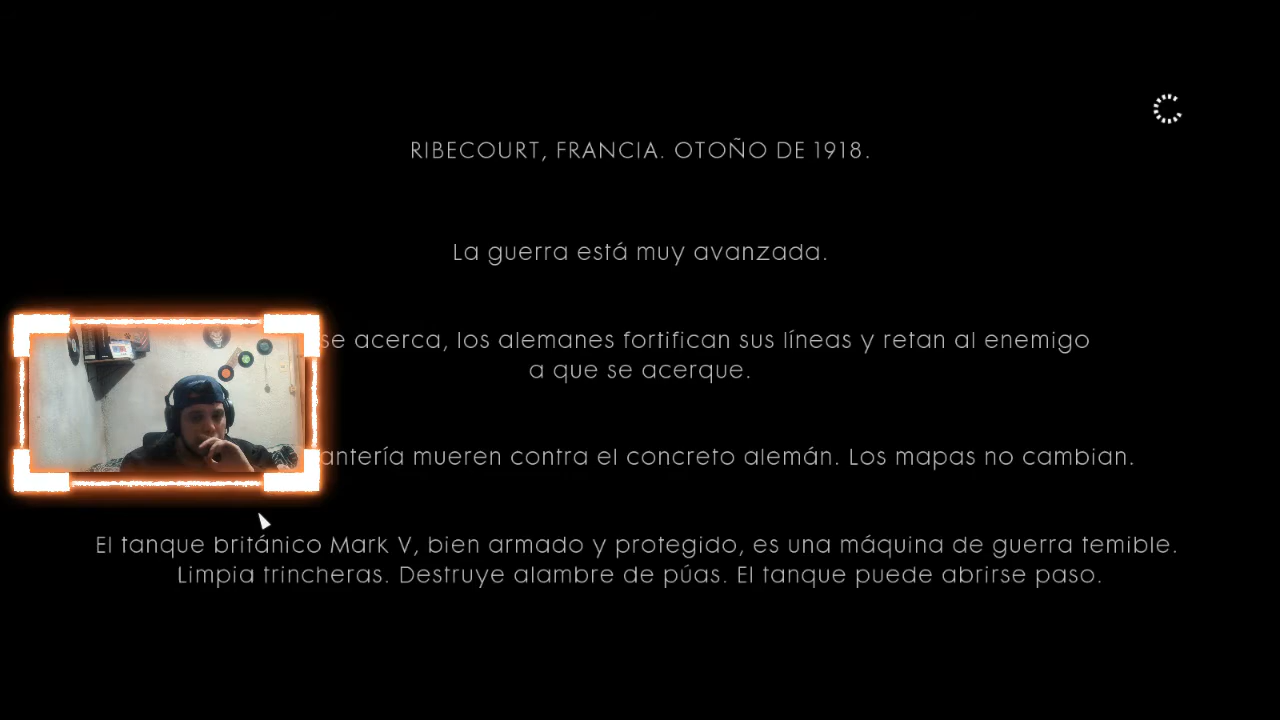 RIBECOURT, FRANCIA. OTOÑO DE 1918.
La guerra está muy avanzada.
se acerca, los alemanes fortifican sus líneas y retan al enemigo
a que se acerque.
mueren contra el concreto alemán. Los mapas no cambian.
El tanque británico Mark V, bien armado y protegido, es una máquina de guerra temible.
Limpia trincheras. Destruye alambre de púas. El tanque puede abrirse paso.